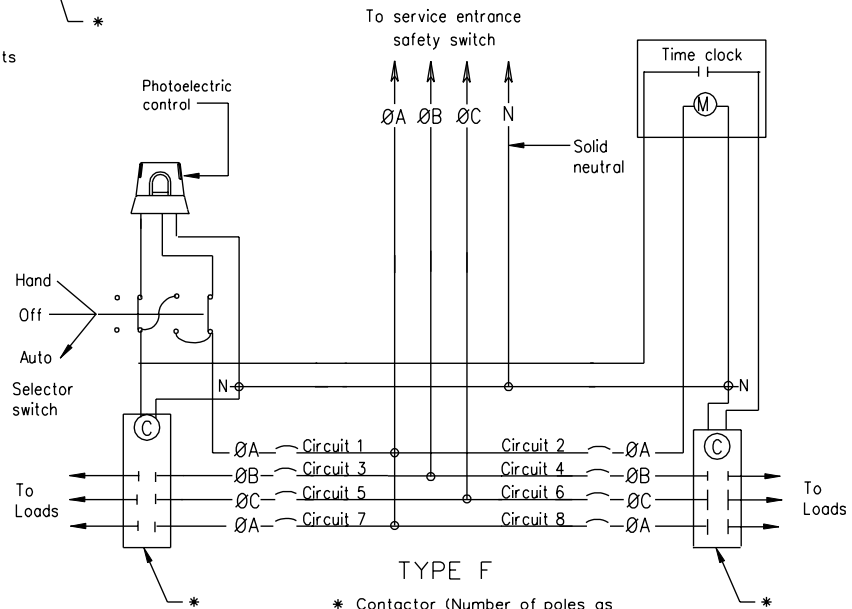 *
ts
To service entrance
safety switch
Time clock
M
Photoelectric
control
ØA ØB ØC N
Solid
neutral
Hand
Off
Auto
Selector
switch
N
N
C
C
ØA Circuit 1 Circuit 2 ØA
ØB Circuit 3 Circuit 4 ØB
ØC Circuit 5 Circuit 6 ØC
ØA Circuit 7 Circuit 8 ØA
To
Loads
To
Loads
TYPE F
*
* Contactor (Number of poles as
*